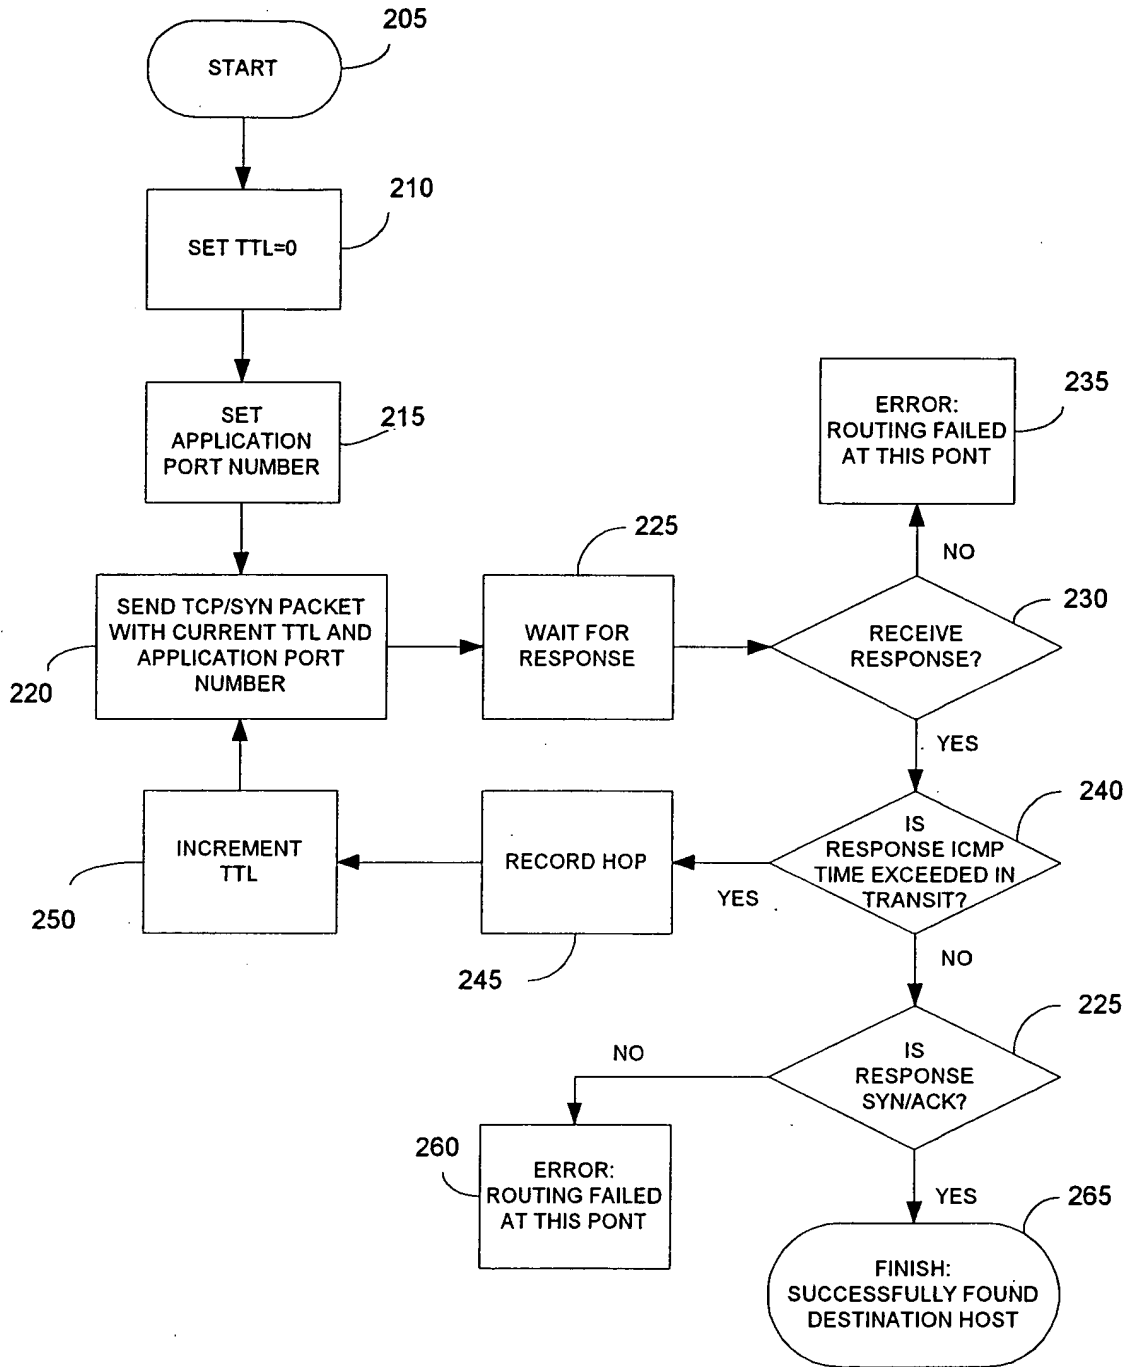 205
START
210
SET TTL=0
215
SET
APPLICATION
PORT NUMBER
235
ERROR:
ROUTING FAILED
AT THIS PONT
NO
225
SEND TCP/SYN PACKET
WITH CURRENT TTL AND
APPLICATION PORT
NUMBER
220
WAIT FOR
RESPONSE
230
RECEIVE
RESPONSE?
YES
240
IS
RESPONSE ICMP
TIME EXCEEDED IN
TRANSIT?
YES
RECORD HOP
245
INCREMENT
TTL
250
NO
225
IS
RESPONSE
SYN/ACK?
NO
260
ERROR:
ROUTING FAILED
AT THIS PONT
YES
265
FINISH:
SUCCESSFULLY FOUND
DESTINATION HOST